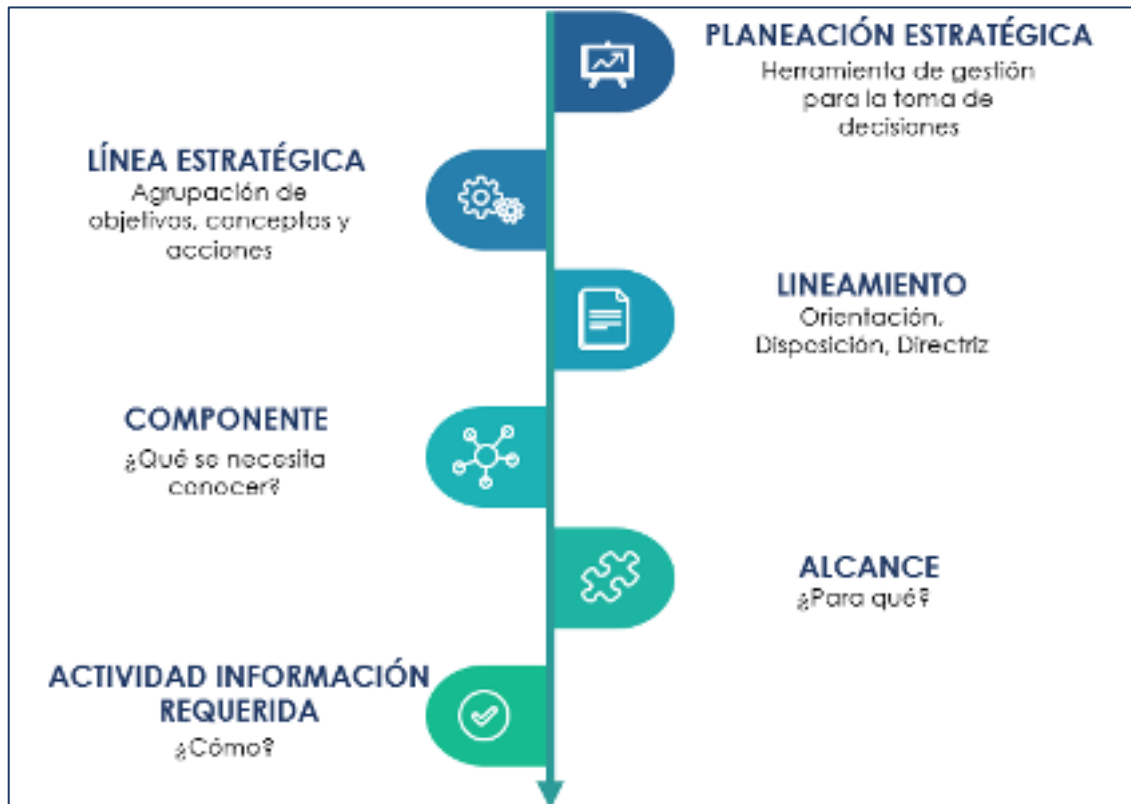 PLANEACIÓN ESTRATÉGICA
Herramienta de gestión
para la toma de
decisiones
LÍNEA ESTRATÉGICA
Agrupación de
objetivos, conceptos y
acciones
LINEAMIENTO
Orientación,
Disposición, Directriz
COMPONENTE
¿Qué se necesita
conocer?
ALCANCE
¿Para qué?
ACTIVIDAD INFORMACIÓN
REQUERIDA
¿Cómo?